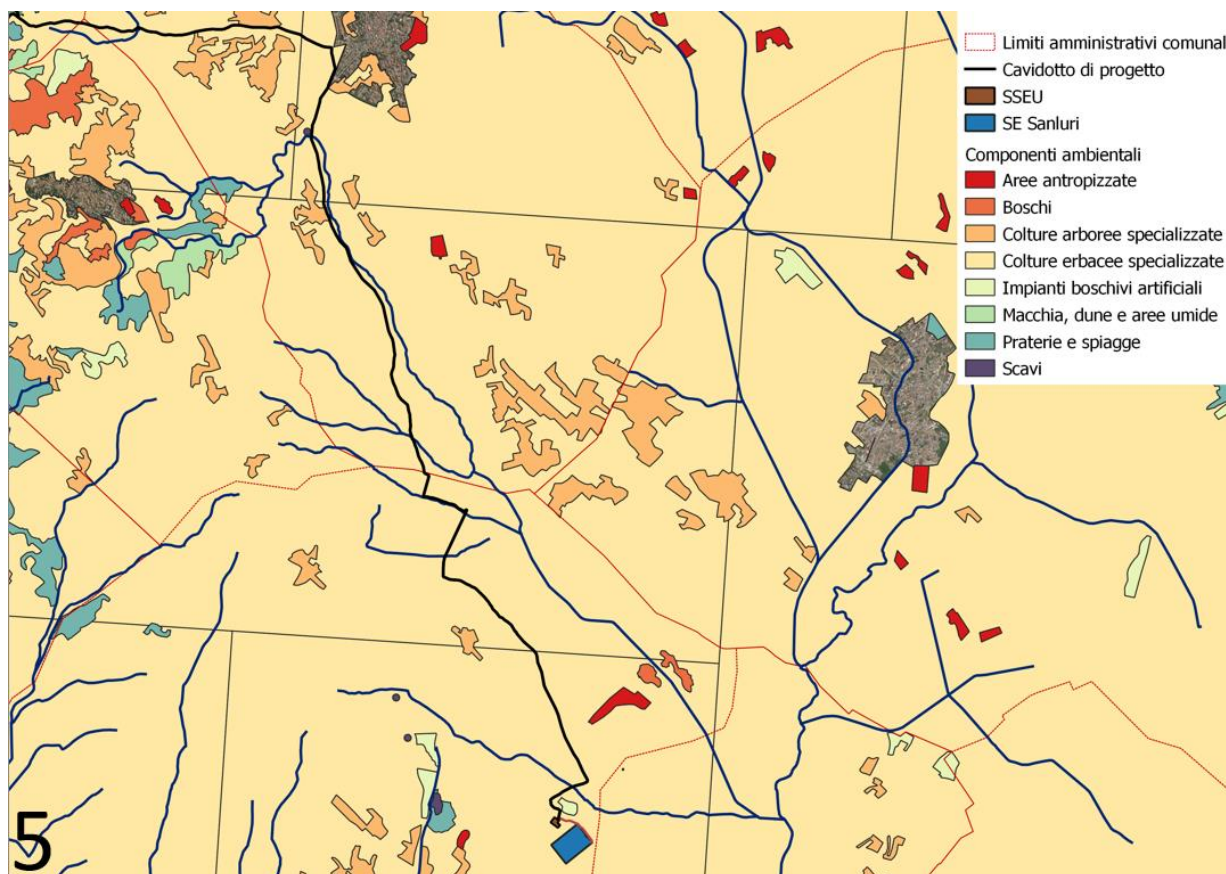 Limiti amministrativi comunal
Cavidotto di progetto
SSEU
SE Sanluri
Componenti ambientali
Aree antropizzate
Boschi
Colture arboree specializzate
Colture erbacee specializzate
Impianti boschivi artificiali
Macchia, dune e aree umide
Praterie e spiagge
Scavi
5